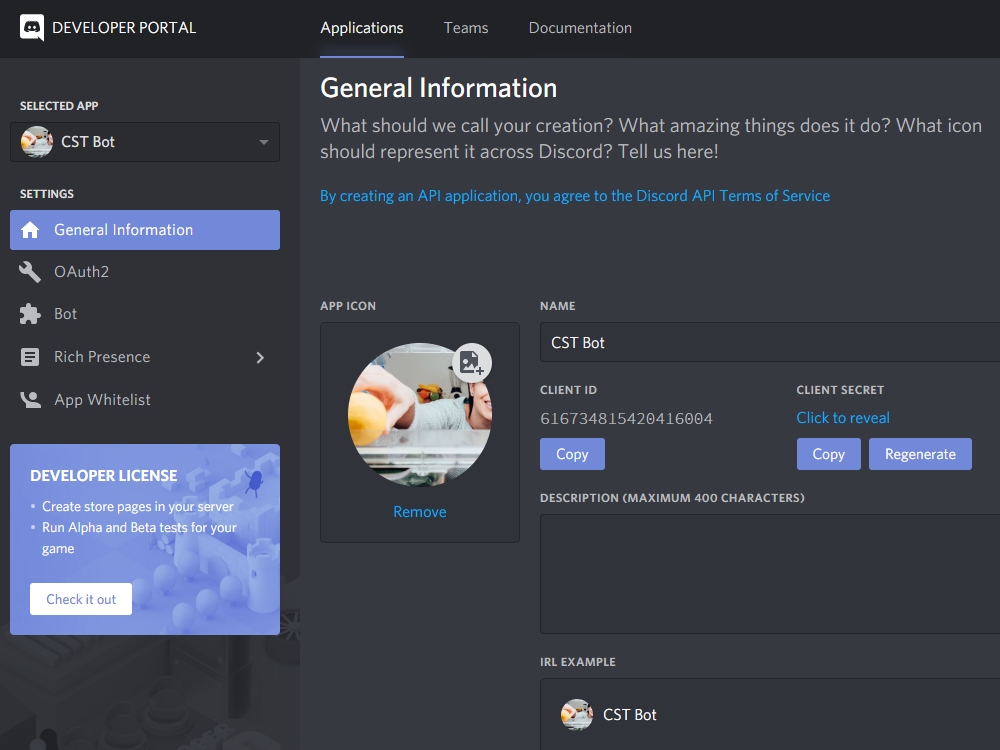 DEVELOPER PORTAL
Applications
Teams
Documentation
SELECTED APP
CST Bot
SETTINGS
General Information
OAuth2
Bot
Rich Presence
App Whitelist
DEVELOPER LICENSE
• Create store pages in your server
• Run Alpha and Beta tests for your
game
Check it out
General Information
What should we call your creation? What amazing things does it do? What icon
should represent it across Discord? Tell us here!
By creating an API application, you agree to the Discord API Terms of Service
APP ICON
Remove
NAME
CST Bot
CLIENT ID
616734815420416004
Copy
CLIENT SECRET
Click to reveal
Copy
Regenerate
DESCRIPTION (MAXIMUM 400 CHARACTERS)
IRL EXAMPLE
CST Bot